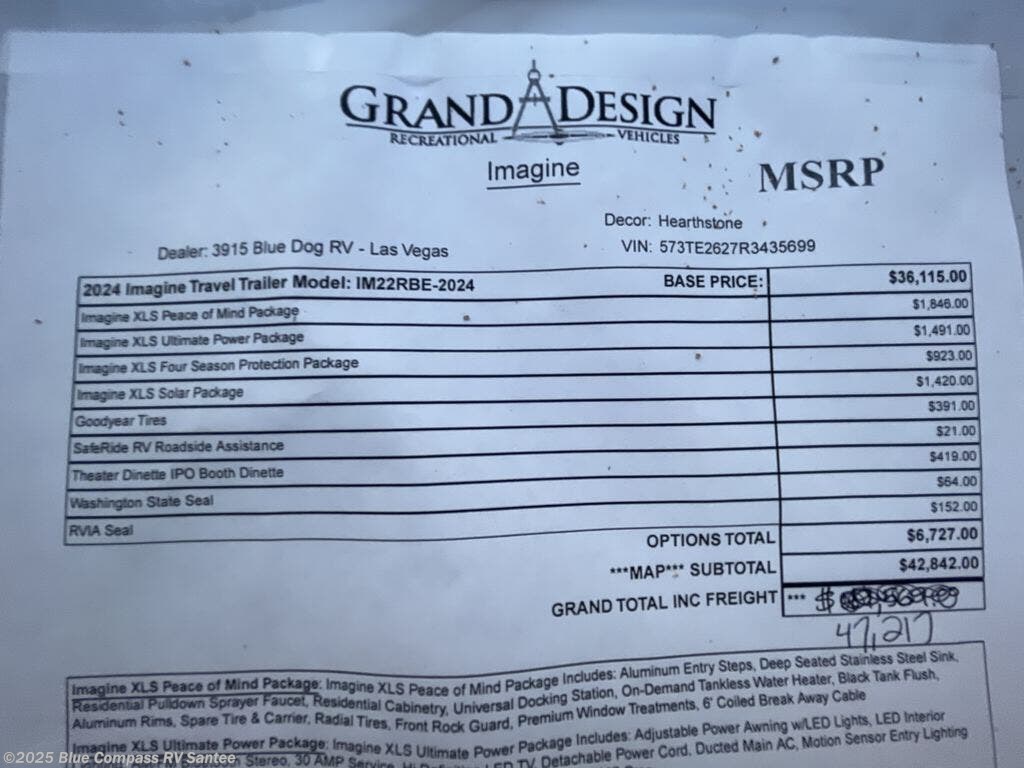 GRAND DESIGN
RECREATIONAL VEHICLES
Imagine
MSRP
Decor: Hearthstone
Dealer: 3915 Blue Dog RV - Las Vegas
VIN: 573TE2627R3435699
2024 Imagine Travel Trailer Model: IM22RBE-2024 BASE PRICE: $36,115.00
Imagine XLS Peace of Mind Package $1,846.00
Imagine XLS Ultimate Power Package $1,491.00
Imagine XLS Four Season Protection Package $923.00
Imagine XLS Solar Package $1,420.00
Goodyear Tires $391.00
SafeRide RV Roadside Assistance $21.00
Theater Dinette IPO Booth Dinette $419.00
Washington State Seal $64.00
RVIA Seal $152.00
OPTIONS TOTAL $6,727.00
***MAP*** SUBTOTAL $42,842.00
GRAND TOTAL INC FREIGHT *** $
47,217
Imagine XLS Peace of Mind Package: Imagine XLS Peace of Mind Package Includes: Aluminum Entry Steps, Deep Seated Stainless Steel Sink,
Residential Pulldown Sprayer Faucet, Residential Cabinetry, Universal Docking Station, On-Demand Tankless Water Heater, Black Tank Flush,
Aluminum Rims, Spare Tire & Carrier, Radial Tires, Front Rock Guard, Premium Window Treatments, 6' Coiled Break Away Cable
Imagine XLS Ultimate Power Package: Imagine XLS Ultimate Power Package Includes: Adjustable Power Awning w/LED Lights, LED Interior
Stereo, 30 AMP Service, LED TV, Detachable Power Cord, Ducted Main AC, Motion Sensor Entry Lighting
©2025 Blue Compass RV Santee